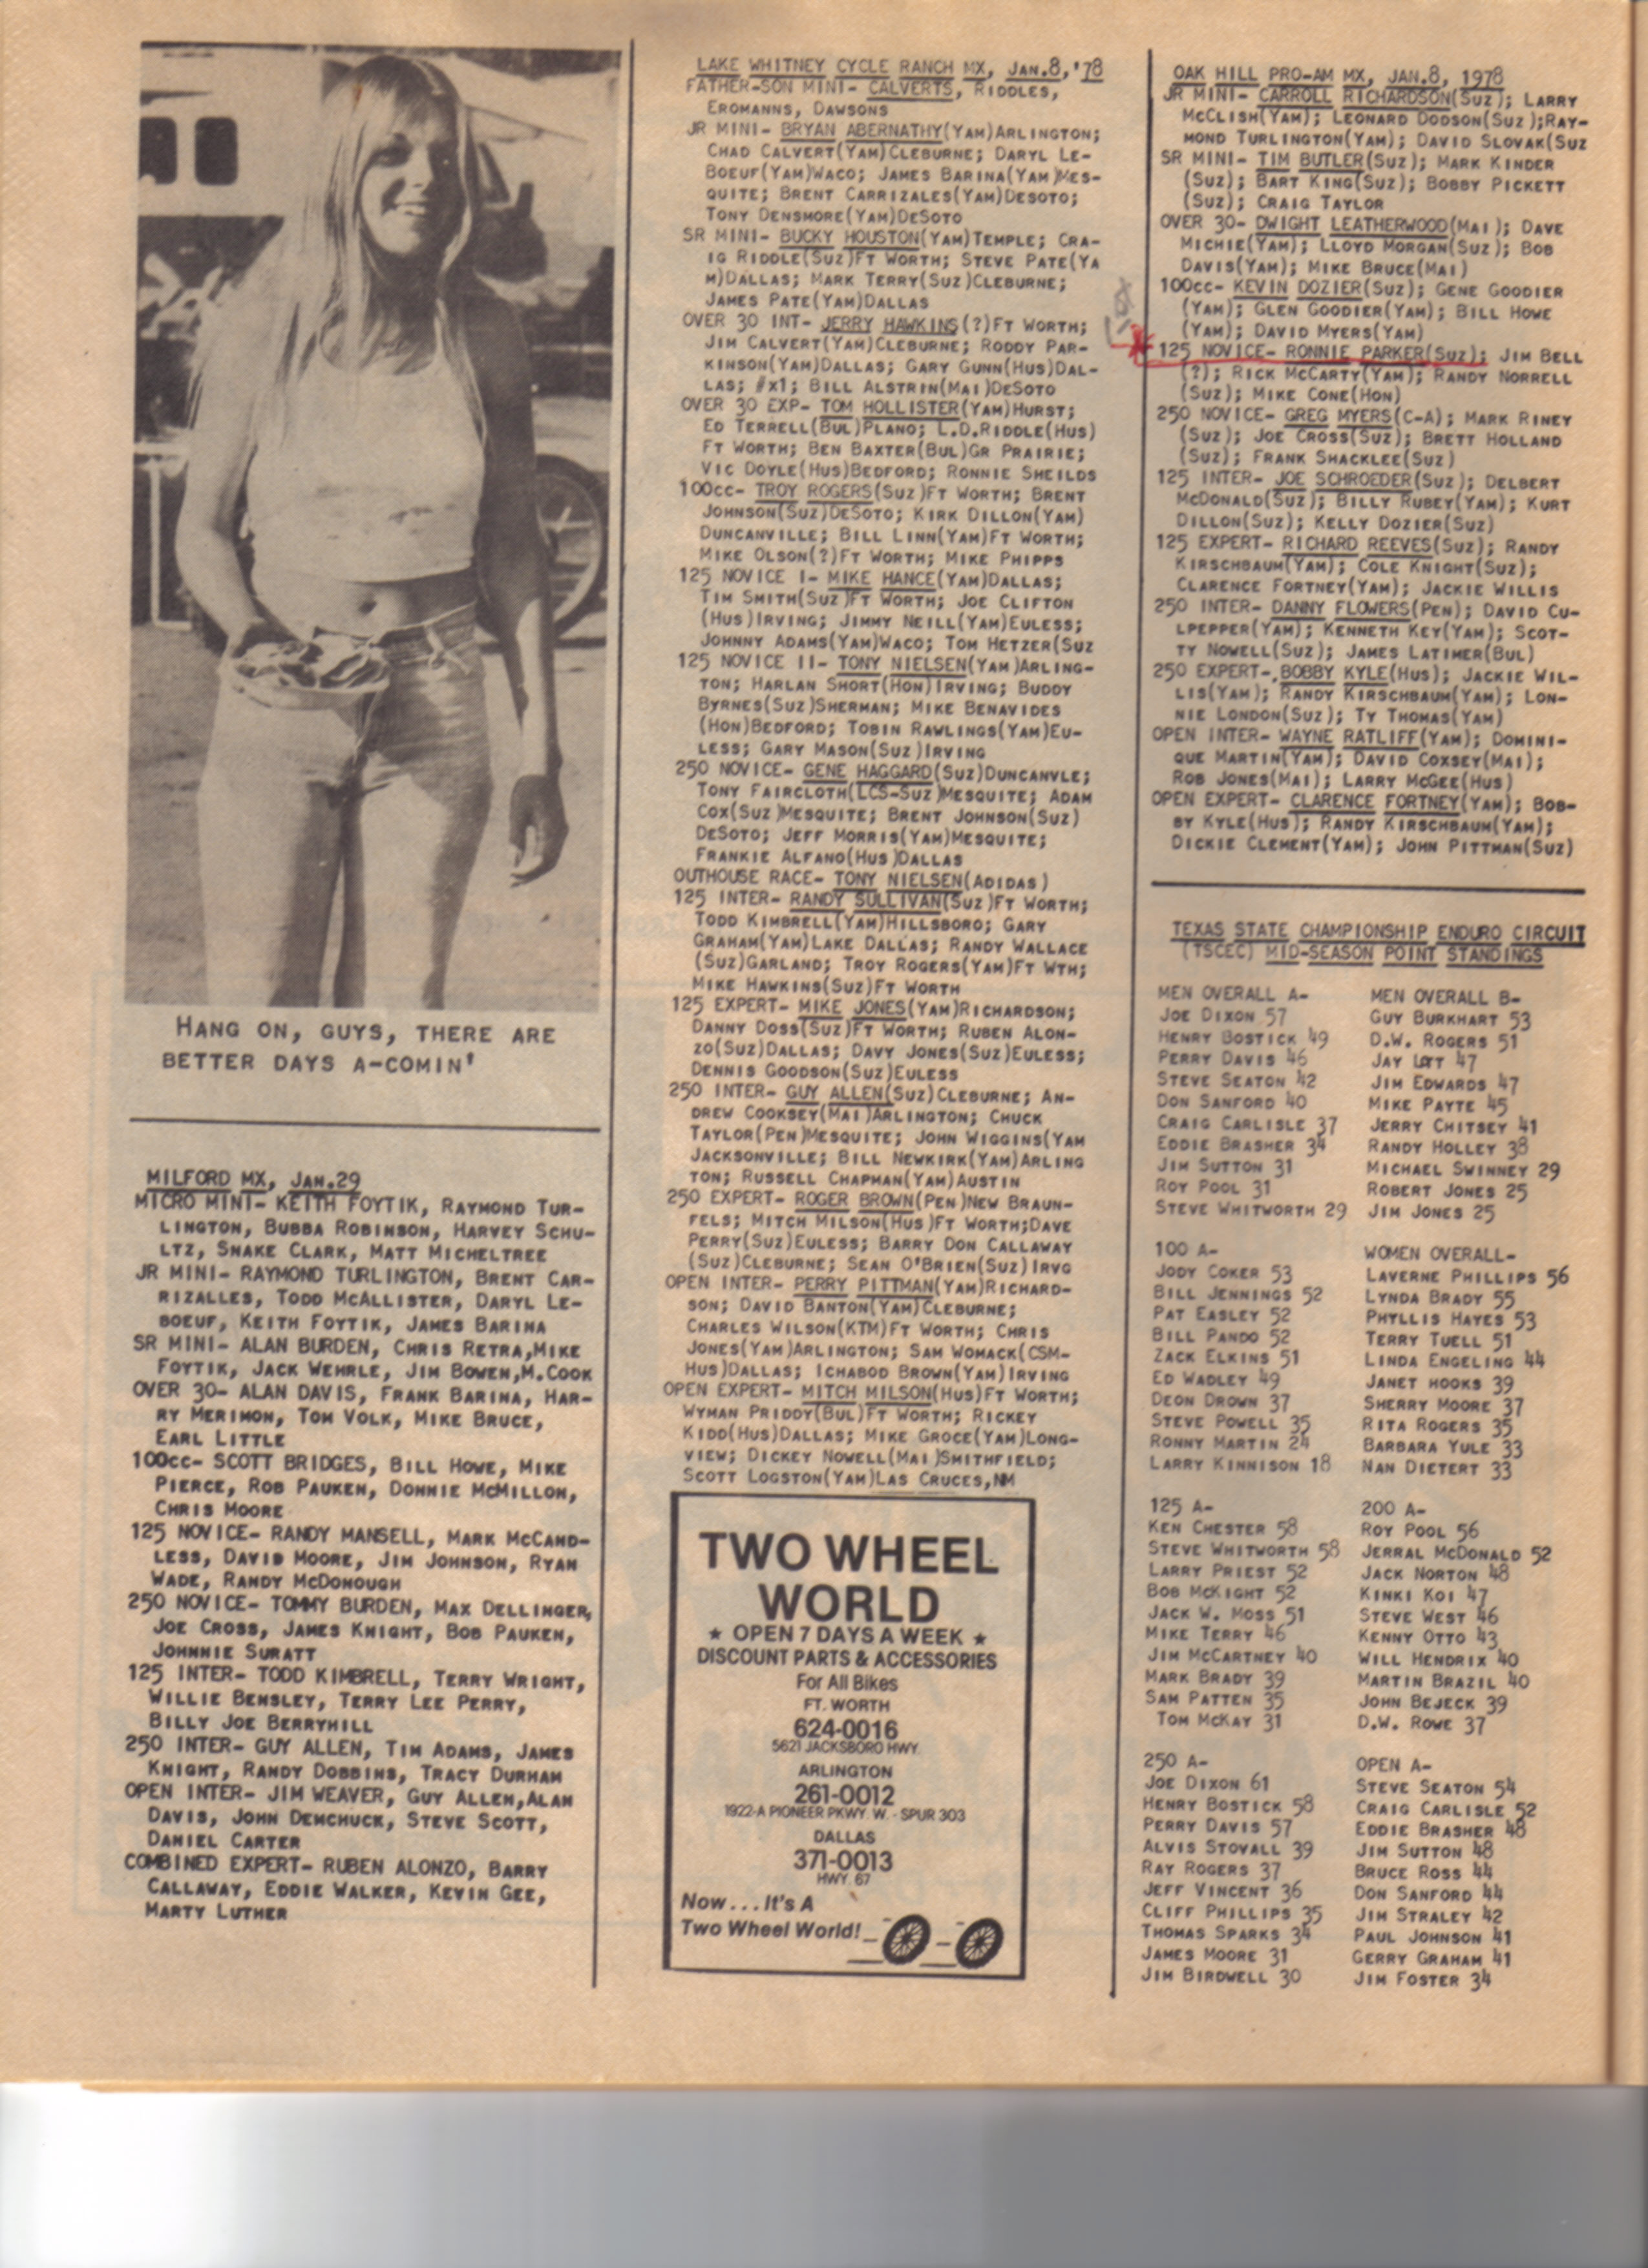 HANG ON, GUYS, THERE ARE
BETTER DAYS A-COMIN'
MILFORD MX, JAN.29
MICRO MINI- KEITH FOYTIK, RAYMOND TUR-
LINGTON, BUBBA ROBINSON, HARVEY SCHU-
LTZ, SNAKE CLARK, MATT MICHELTREE
JR MINI- RAYMOND TURLINGTON, BRENT CAR-
RIZALLES, TODD MCALLISTER, DARYL LE-
BOEUF, KEITH FOYTIK, JAMES BARINA
SR MINI- ALAN BURDEN, CHRIS RETRA,MIKE
FOYTIK, JACK WEHRLE, JIM BOWEN,M.COOK
OVER 30- ALAN DAVIS, FRANK BARINA, HAR-
RY MERIMON, TOM VOLK, MIKE BRUCE,
EARL LITTLE
100cc- SCOTT BRIDGES, BILL HOWE, MIKE
PIERCE, ROB PAUKEN, DONNIE MCMILLON,
CHRIS MOORE
125 NOVICE- RANDY MANSELL, MARK MCCAND-
LESS, DAVID MOORE, JIM JOHNSON, RYAN
WADE, RANDY MCDONOUGH
250 NOVICE- TOMMY BURDEN, MAX DELLINGER,
JOE CROSS, JAMES KNIGHT, BOB PAUKEN,
JOHNNIE SURATT
125 INTER- TODD KIMBRELL, TERRY WRIGHT,
WILLIE BENSLEY, TERRY LEE PERRY,
BILLY JOE BERRYHILL
250 INTER- GUY ALLEN, TIM ADAMS, JAMES
KNIGHT, RANDY DOBBINS, TRACY DURHAM
OPEN INTER- JIM WEAVER, GUY ALLEN,ALAN
DAVIS, JOHN DEMCHUCK, STEVE SCOTT,
DANIEL CARTER
COMBINED EXPERT- RUBEN ALONZO, BARRY
CALLAWAY, EDDIE WALKER, KEVIN GEE,
MARTY LUTHER
LAKE WHITNEY CYCLE RANCH MX, JAN.8,'78
FATHER-SON MINI- CALVERTS, RIDDLES,
EROMANNS, DAWSONS
JR MINI- BRYAN ABERNATHY(YAM)ARLINGTON;
CHAD CALVERT(YAM)CLEBURNE; DARYL LE-
BOEUF(YAM)WACO; JAMES BARINA(YAM)MES-
QUITE; BRENT CARRIZALES(YAM)DESOTO;
TONY DENSMORE(YAM)DESOTO
SR MINI- BUCKY HOUSTON(YAM)TEMPLE; CRA-
IG RIDDLE(SUZ)FT WORTH; STEVE PATE(YA
M)DALLAS; MARK TERRY(SUZ)CLEBURNE;
JAMES PATE(YAM)DALLAS
OVER 30 INT- JERRY HAWKINS(?)FT WORTH;
JIM CALVERT(YAM)CLEBURNE; RODDY PAR-
KINSON(YAM)DALLAS; GARY GUNN(HUS)DAL-
LAS; #x1; BILL ALSTRIN(MAI)DESOTO
OVER 30 EXP- TOM HOLLISTER(YAM)HURST;
ED TERRELL(BUL)PLANO; L.D.RIDDLE(HUS)
FT WORTH; BEN BAXTER(BUL)GR PRAIRIE;
VIC DOYLE(HUS)BEDFORD; RONNIE SHEILDS
100cc- TROY ROGERS(SUZ)FT WORTH; BRENT
JOHNSON(SUZ)DESOTO; KIRK DILLON(YAM)
DUNCANVILLE; BILL LINN(YAM)FT WORTH;
MIKE OLSON(?)FT WORTH; MIKE PHIPPS
125 NOVICE I- MIKE HANCE(YAM)DALLAS;
TIM SMITH(SUZ)FT WORTH; JOE CLIFTON
(HUS)IRVING; JIMMY NEILL(YAM)EULESS;
JOHNNY ADAMS(YAM)WACO; TOM HETZER(SUZ
125 NOVICE II- TONY NIELSEN(YAM)ARLING-
TON; HARLAN SHORT(HON)IRVING; BUDDY
BYRNES(SUZ)SHERMAN; MIKE BENAVIDES
(HON)BEDFORD; TOBIN RAWLINGS(YAM)EU-
LESS; GARY MASON(SUZ)IRVING
250 NOVICE- GENE HAGGARD(SUZ)DUNCANVLE;
TONY FAIRCLOTH(LCS-SUZ)MESQUITE; ADAM
COX(SUZ)MESQUITE; BRENT JOHNSON(SUZ)
DESOTO; JEFF MORRIS(YAM)MESQUITE;
FRANKIE ALFANO(HUS)DALLAS
OUTHOUSE RACE- TONY NIELSEN(ADIDAS)
125 INTER- RANDY SULLIVAN(SUZ)FT WORTH;
TODD KIMBRELL(YAM)HILLSBORO; GARY
GRAHAM(YAM)LAKE DALLAS; RANDY WALLACE
(SUZ)GARLAND; TROY ROGERS(YAM)FT WTH;
MIKE HAWKINS(SUZ)FT WORTH
125 EXPERT- MIKE JONES(YAM)RICHARDSON;
DANNY DOSS(SUZ)FT WORTH; RUBEN ALON-
ZO(SUZ)DALLAS; DAVY JONES(SUZ)EULESS;
DENNIS GOODSON(SUZ)EULESS
250 INTER- GUY ALLEN(SUZ)CLEBURNE; AN-
DREW COOKSEY(MAI)ARLINGTON; CHUCK
TAYLOR(PEN)MESQUITE; JOHN WIGGINS(YAM
JACKSONVILLE; BILL NEWKIRK(YAM)ARLING
TON; RUSSELL CHAPMAN(YAM)AUSTIN
250 EXPERT- ROGER BROWN(PEN)NEW BRAUN-
FELS; MITCH MILSON(HUS)FT WORTH;DAVE
PERRY(SUZ)EULESS; BARRY DON CALLAWAY
(SUZ)CLEBURNE; SEAN O'BRIEN(SUZ)IRVG
OPEN INTER- PERRY PITTMAN(YAM)RICHARD-
SON; DAVID BANTON(YAM)CLEBURNE;
CHARLES WILSON(KTM)FT WORTH; CHRIS
JONES(YAM)ARLINGTON; SAM WOMACK(CSM-
HUS)DALLAS; ICHABOD BROWN(YAM)IRVING
OPEN EXPERT- MITCH MILSON(HUS)FT WORTH;
WYMAN PRIDDY(BUL)FT WORTH; RICKEY
KIDD(HUS)DALLAS; MIKE GROCE(YAM)LONG-
VIEW; DICKEY NOWELL(MAI)SMITHFIELD;
SCOTT LOGSTON(YAM)LAS CRUCES,NM
TWO WHEEL
WORLD
★ OPEN 7 DAYS A WEEK ★
DISCOUNT PARTS & ACCESSORIES
For All Bikes
FT. WORTH
624-0016
5621 JACKSBORO HWY.
ARLINGTON
261-0012
1922-A PIONEER PKWY. W. - SPUR 303
DALLAS
371-0013
HWY. 67
Now... It's A
Two Wheel World!
OAK HILL PRO-AM MX, JAN.8, 1978
JR MINI- CARROLL RICHARDSON(SUZ); LARRY
MCCLISH(YAM); LEONARD DODSON(SUZ);RAY-
MOND TURLINGTON(YAM); DAVID SLOVAK(SUZ
SR MINI- TIM BUTLER(SUZ); MARK KINDER
(SUZ); BART KING(SUZ); BOBBY PICKETT
(SUZ); CRAIG TAYLOR
OVER 30- DWIGHT LEATHERWOOD(MAI); DAVE
MICHIE(YAM); LLOYD MORGAN(SUZ); BOB
DAVIS(YAM); MIKE BRUCE(MAI)
100cc- KEVIN DOZIER(SUZ); GENE GOODIER
(YAM); GLEN GOODIER(YAM); BILL HOWE
(YAM); DAVID MYERS(YAM)
125 NOVICE- RONNIE PARKER(SUZ); JIM BELL
(?); RICK MCCARTY(YAM); RANDY NORRELL
(SUZ); MIKE CONE(HON)
250 NOVICE- GREG MYERS(C-A); MARK RINEY
(SUZ); JOE CROSS(SUZ); BRETT HOLLAND
(SUZ); FRANK SHACKLEE(SUZ)
125 INTER- JOE SCHROEDER(SUZ); DELBERT
MCDONALD(SUZ); BILLY RUBEY(YAM); KURT
DILLON(SUZ); KELLY DOZIER(SUZ)
125 EXPERT- RICHARD REEVES(SUZ); RANDY
KIRSCHBAUM(YAM); COLE KNIGHT(SUZ);
CLARENCE FORTNEY(YAM); JACKIE WILLIS
250 INTER- DANNY FLOWERS(PEN); DAVID CU-
LPEPPER(YAM); KENNETH KEY(YAM); SCOT-
TY NOWELL(SUZ); JAMES LATIMER(BUL)
250 EXPERT- BOBBY KYLE(HUS); JACKIE WIL-
LIS(YAM); RANDY KIRSCHBAUM(YAM); LON-
NIE LONDON(SUZ); TY THOMAS(YAM)
OPEN INTER- WAYNE RATLIFF(YAM); DOMINI-
QUE MARTIN(YAM); DAVID COXSEY(MAI);
ROB JONES(MAI); LARRY MCGEE(HUS)
OPEN EXPERT- CLARENCE FORTNEY(YAM); BOB-
BY KYLE(HUS); RANDY KIRSCHBAUM(YAM);
DICKIE CLEMENT(YAM); JOHN PITTMAN(SUZ)
TEXAS STATE CHAMPIONSHIP ENDURO CIRCUIT
(TSCEC) MID-SEASON POINT STANDINGS
MEN OVERALL A-
JOE DIXON 57
HENRY BOSTICK 49
PERRY DAVIS 46
STEVE SEATON 42
DON SANFORD 40
CRAIG CARLISLE 37
EDDIE BRASHER 34
JIM SUTTON 31
ROY POOL 31
STEVE WHITWORTH 29
MEN OVERALL B-
GUY BURKHART 53
D.W. ROGERS 51
JAY LOTT 47
JIM EDWARDS 47
MIKE PAYTE 45
JERRY CHITSEY 41
RANDY HOLLEY 38
MICHAEL SWINNEY 29
ROBERT JONES 25
JIM JONES 25
100 A-
JODY COKER 53
BILL JENNINGS 52
PAT EASLEY 52
BILL PANDO 52
ZACK ELKINS 51
ED WADLEY 49
DEON DROWN 37
STEVE POWELL 35
RONNY MARTIN 24
LARRY KINNISON 18
WOMEN OVERALL-
LAVERNE PHILLIPS 56
LYNDA BRADY 55
PHYLLIS HAYES 53
TERRY TUELL 51
LINDA ENGELING 44
JANET HOOKS 39
SHERRY MOORE 37
RITA ROGERS 35
BARBARA YULE 33
NAN DIETERT 33
125 A-
KEN CHESTER 58
STEVE WHITWORTH 58
LARRY PRIEST 52
BOB MCKIGHT 52
JACK W. MOSS 51
MIKE TERRY 46
JIM MCCARTNEY 40
MARK BRADY 39
SAM PATTEN 35
TOM MCKAY 31
200 A-
ROY POOL 56
JERRAL MCDONALD 52
JACK NORTON 48
KINKI KOI 47
STEVE WEST 46
KENNY OTTO 43
WILL HENDRIX 40
MARTIN BRAZIL 40
JOHN BEJECK 39
D.W. ROWE 37
250 A-
JOE DIXON 61
HENRY BOSTICK 58
PERRY DAVIS 57
ALVIS STOVALL 39
RAY ROGERS 37
JEFF VINCENT 36
CLIFF PHILLIPS 35
THOMAS SPARKS 34
JAMES MOORE 31
JIM BIRDWELL 30
OPEN A-
STEVE SEATON 54
CRAIG CARLISLE 52
EDDIE BRASHER 48
JIM SUTTON 48
BRUCE ROSS 44
DON SANFORD 44
JIM STRALEY 42
PAUL JOHNSON 41
GERRY GRAHAM 41
JIM FOSTER 34